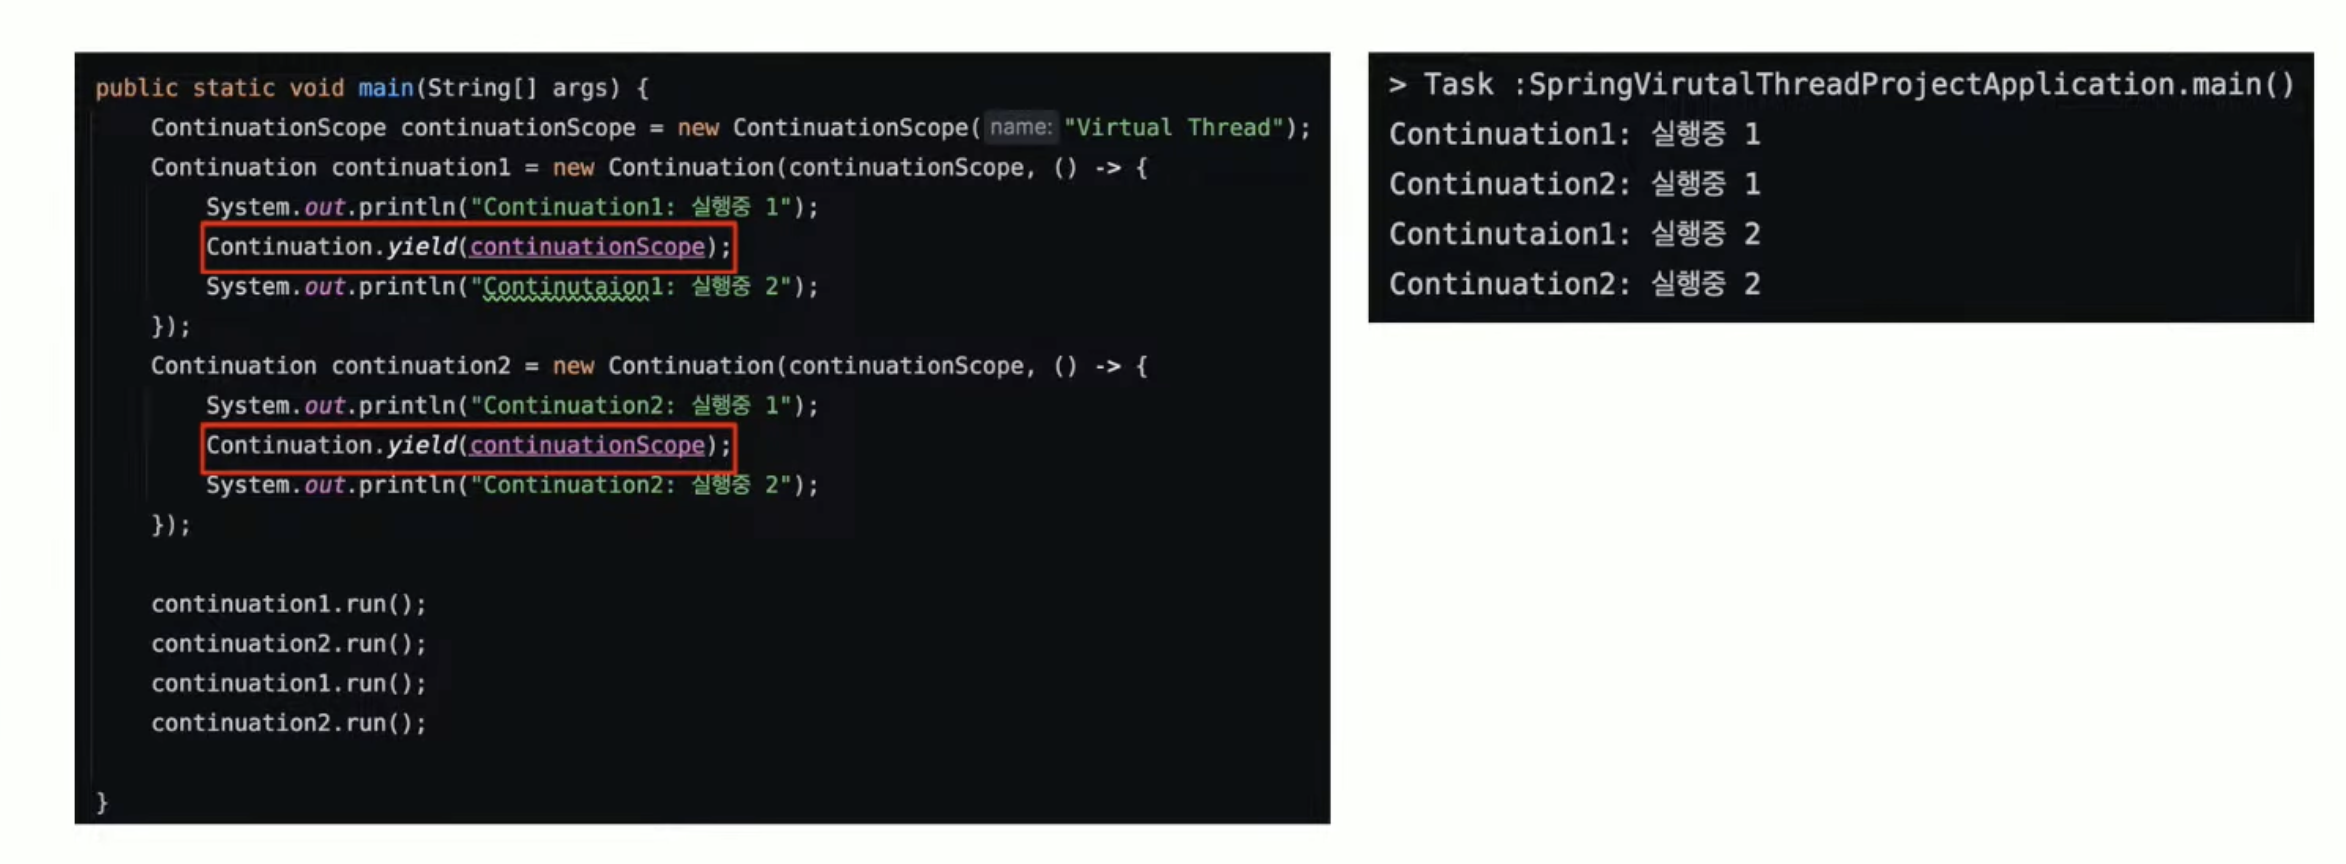 public static void main(String[] args) {
ContinuationScope continuationScope = new ContinuationScope( name: "Virtual Thread");
Continuation continuation1 = new Continuation(continuationScope, () -> {
System.out.println("Continuation1: 실행중 1");
Continuation.yield(continuationScope);
System.out.println("Continutaion1: 실행중 2");
});
Continuation continuation2 = new Continuation(continuationScope, () -> {
System.out.println("Continuation2: 실행중 1");
Continuation.yield(continuationScope);
System.out.println("Continuation2: 실행중 2");
});
continuation1.run();
continuation2.run();
continuation1.run();
continuation2.run();
}
> Task :SpringVirutalThreadProjectApplication.main()
Continuation1: 실행중 1
Continuation2: 실행중 1
Continutaion1: 실행중 2
Continuation2: 실행중 2